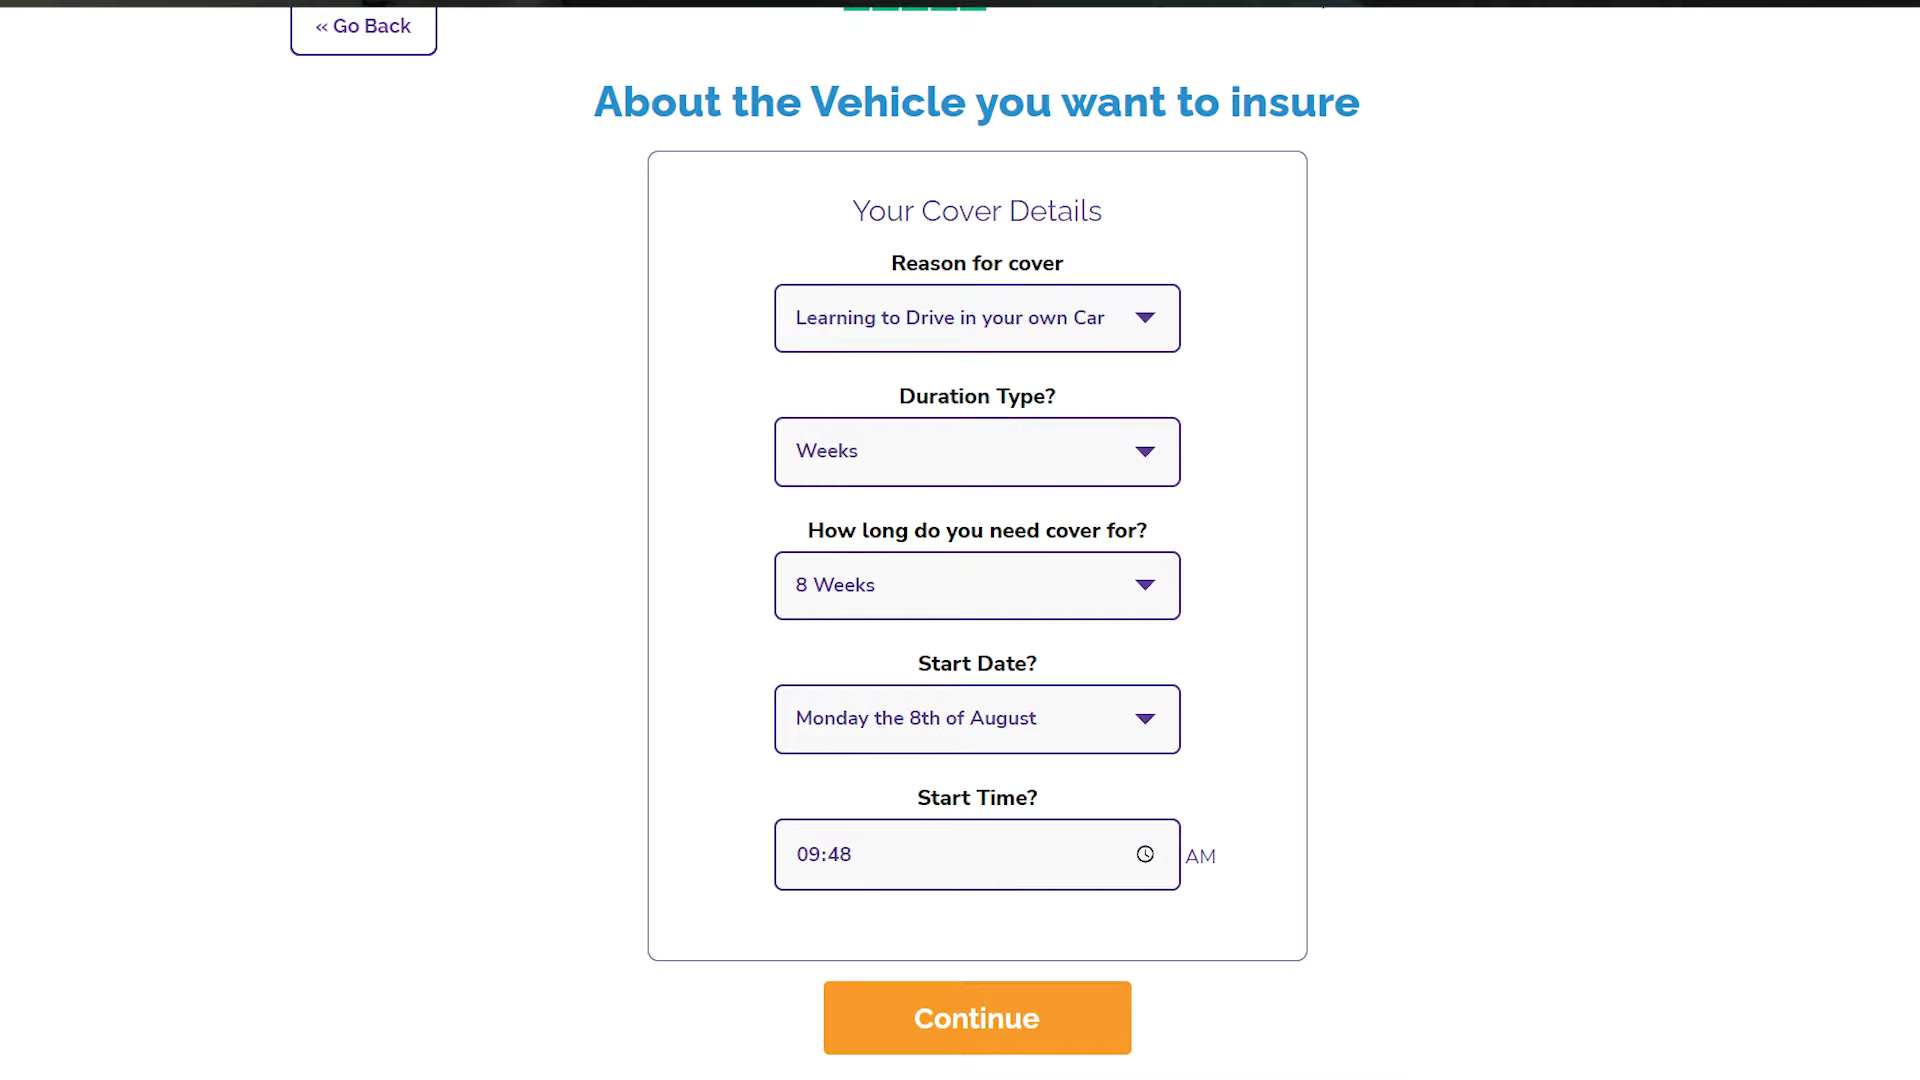 « Go Back
About the Vehicle you want to insure
Your Cover Details
Reason for cover
Learning to Drive in your own Car
Duration Type?
Weeks
How long do you need cover for?
8 Weeks
Start Date?
Monday the 8th of August
Start Time?
09:48
AM
Continue